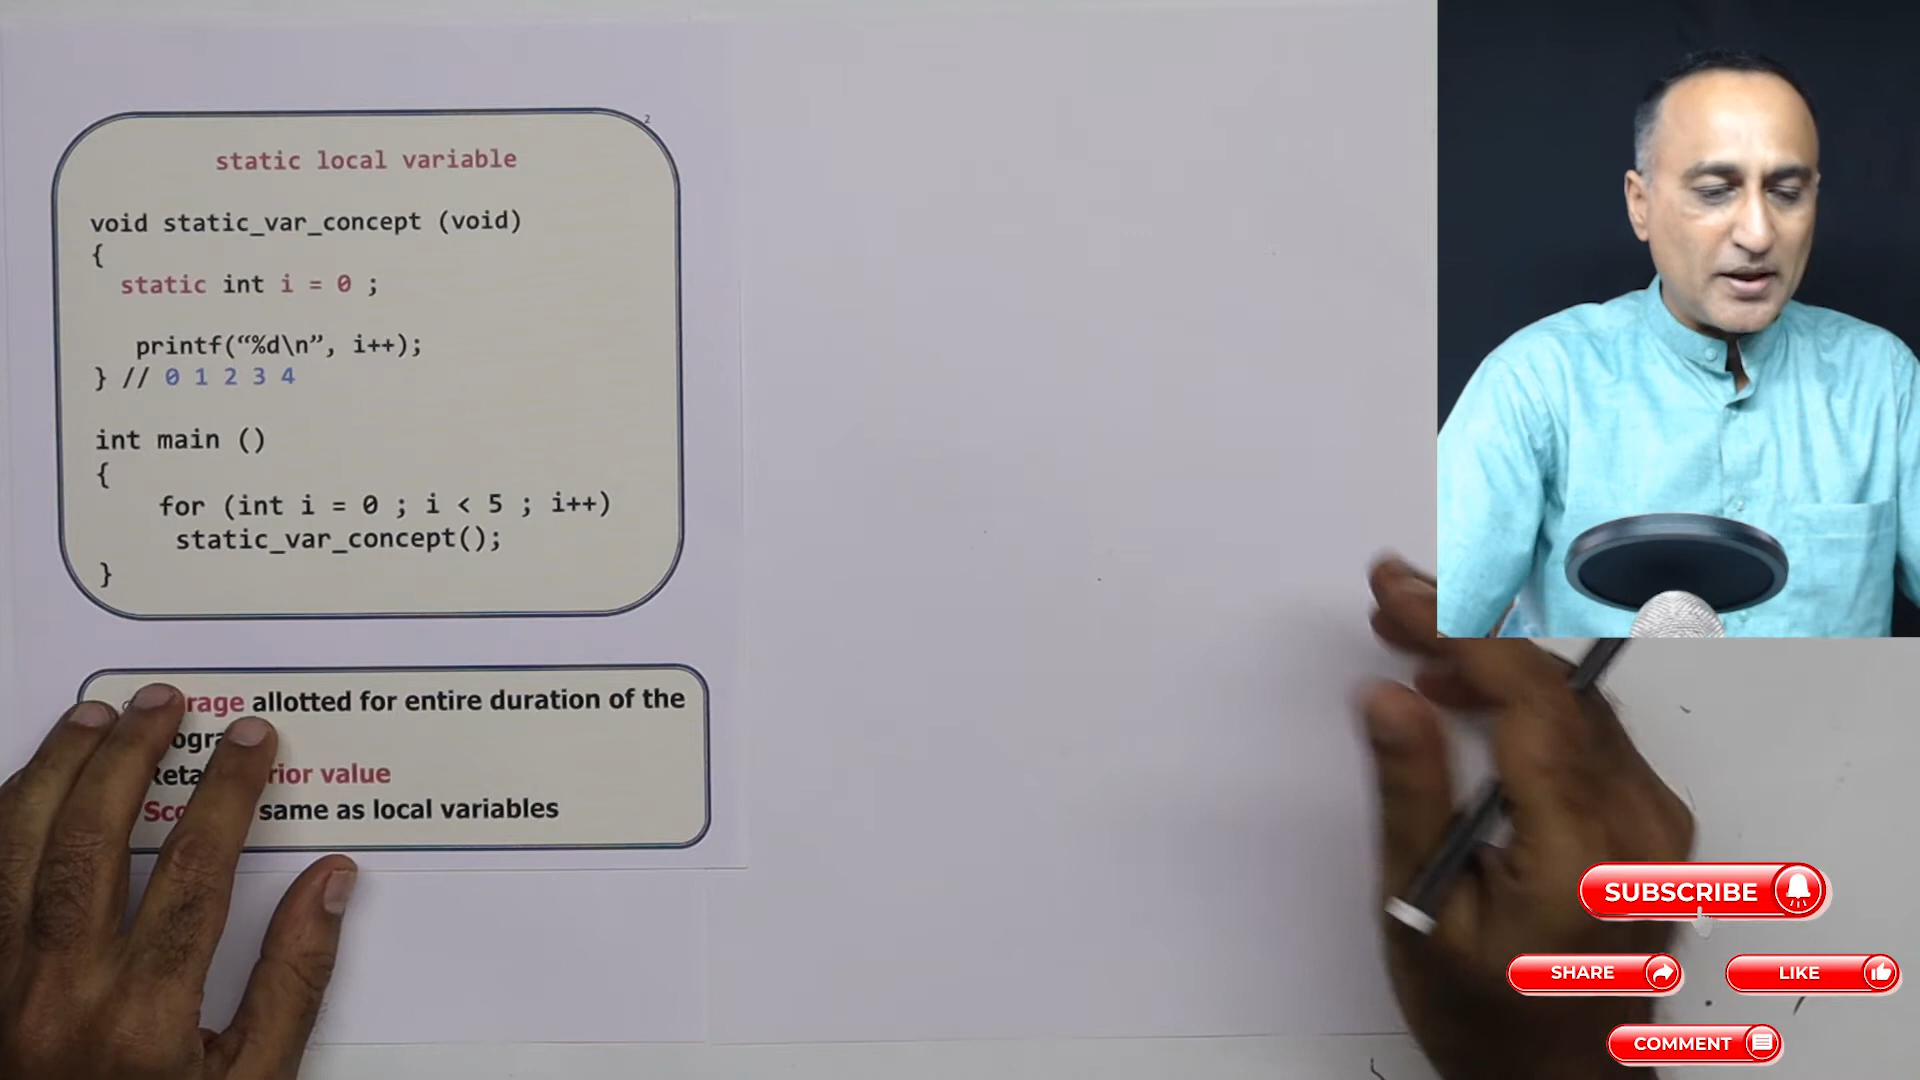 2
static local variable
void static_var_concept (void)
{
static int i = 0 ;
printf(“%d\n”, i++);
} // 0 1 2 3 4
int main ()
{
for (int i = 0 ; i < 5 ; i++)
static_var_concept();
}
allotted for entire duration of the
value
same as local variables
SUBSCRIBE
SHARE
LIKE
COMMENT